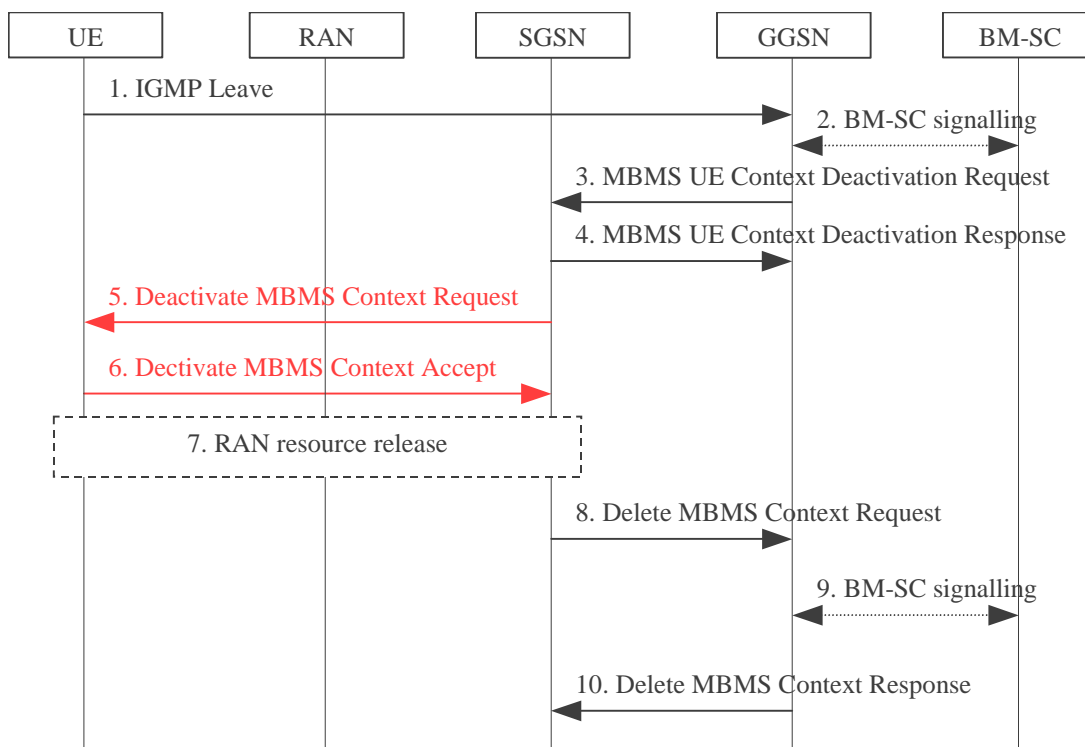 UE
RAN
SGSN
GGSN
BM-SC
1. IGMP Leave
2. BM-SC signalling
3. MBMS UE Context Deactivation Request
4. MBMS UE Context Deactivation Response
5. Deactivate MBMS Context Request
6. Dectivate MBMS Context Accept
7. RAN resource release
8. Delete MBMS Context Request
9. BM-SC signalling
10. Delete MBMS Context Response